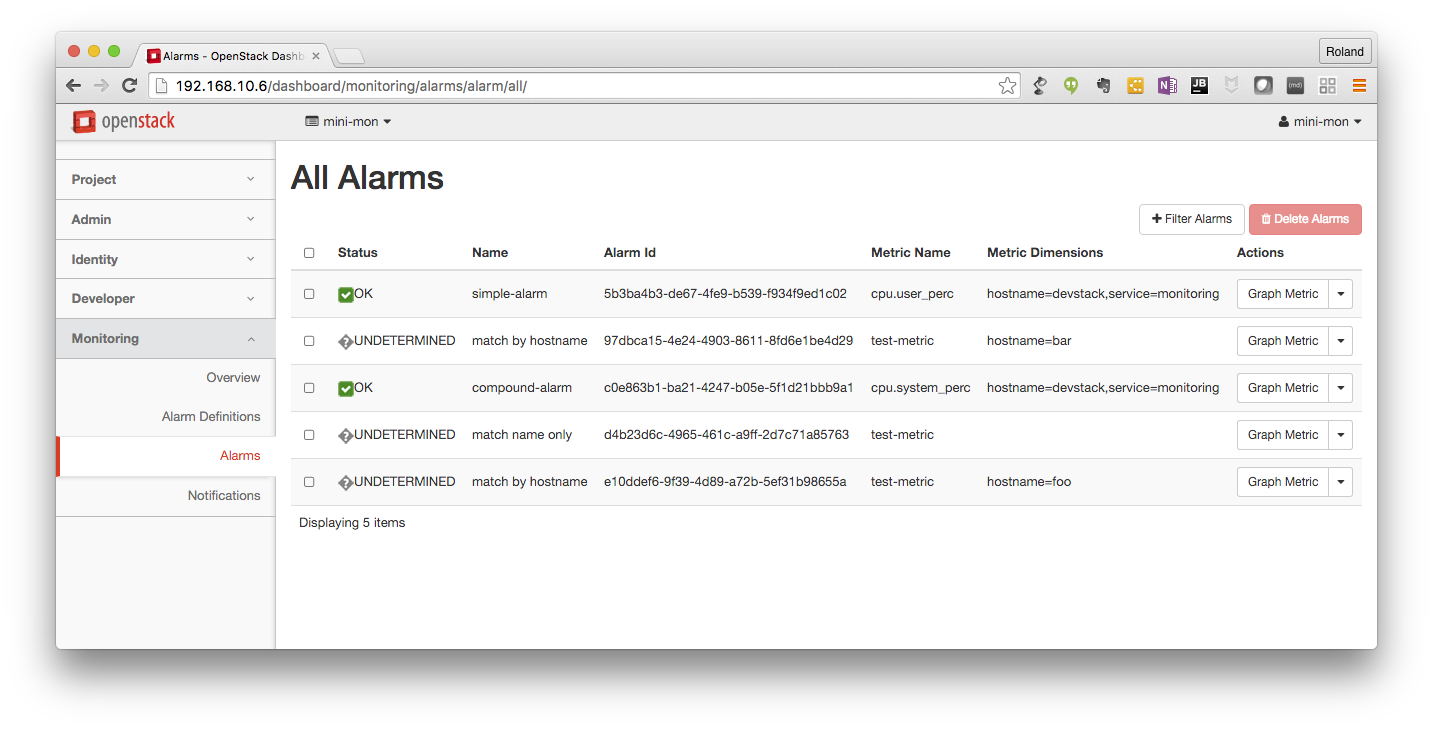 Alarms - OpenStack Dashb
Roland
192.168.10.6/dashboard/monitoring/alarms/alarm/all/
JB
(md)
openstack
mini-mon
mini-mon
Project
Admin
Identity
Developer
Monitoring
Overview
Alarm Definitions
Alarms
Notifications
All Alarms
Filter Alarms
Delete Alarms
Status Name Alarm Id Metric Name Metric Dimensions Actions
OK simple-alarm 5b3ba4b3-de67-4fe9-b539-f934f9ed1c02 cpu.user_perc hostname=devstack,service=monitoring Graph Metric
UNDETERMINED match by hostname 97dbca15-4e24-4903-8611-8fd6e1be4d29 test-metric hostname=bar Graph Metric
OK compound-alarm c0e863b1-ba21-4247-b05e-5f1d21bbb9a1 cpu.system_perc hostname=devstack,service=monitoring Graph Metric
UNDETERMINED match name only d4b23d6c-4965-461c-a9ff-2d7c71a85763 test-metric Graph Metric
UNDETERMINED match by hostname e10ddef6-9f39-4d89-a72b-5ef31b98655a test-metric hostname=foo Graph Metric
Displaying 5 items